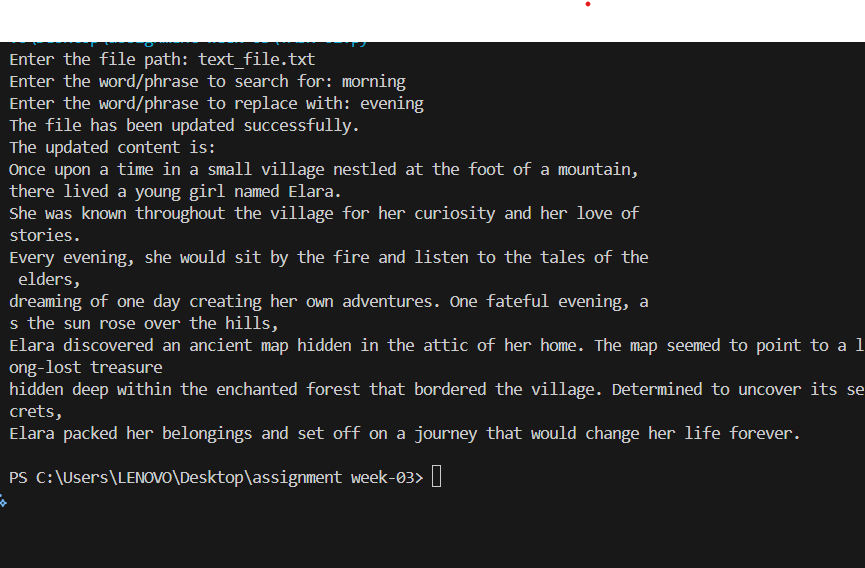 Enter the file path: text_file.txt
Enter the word/phrase to search for: morning
Enter the word/phrase to replace with: evening
The file has been updated successfully.
The updated content is:
Once upon a time in a small village nestled at the foot of a mountain,
there lived a young girl named Elara.
She was known throughout the village for her curiosity and her love of
stories.
Every evening, she would sit by the fire and listen to the tales of the
 elders,
dreaming of one day creating her own adventures. One fateful evening, a
s the sun rose over the hills,
Elara discovered an ancient map hidden in the attic of her home. The map seemed to point to a l
ong-lost treasure
hidden deep within the enchanted forest that bordered the village. Determined to uncover its se
crets,
Elara packed her belongings and set off on a journey that would change her life forever.
PS C:\Users\LENOVO\Desktop\assignment week-03>